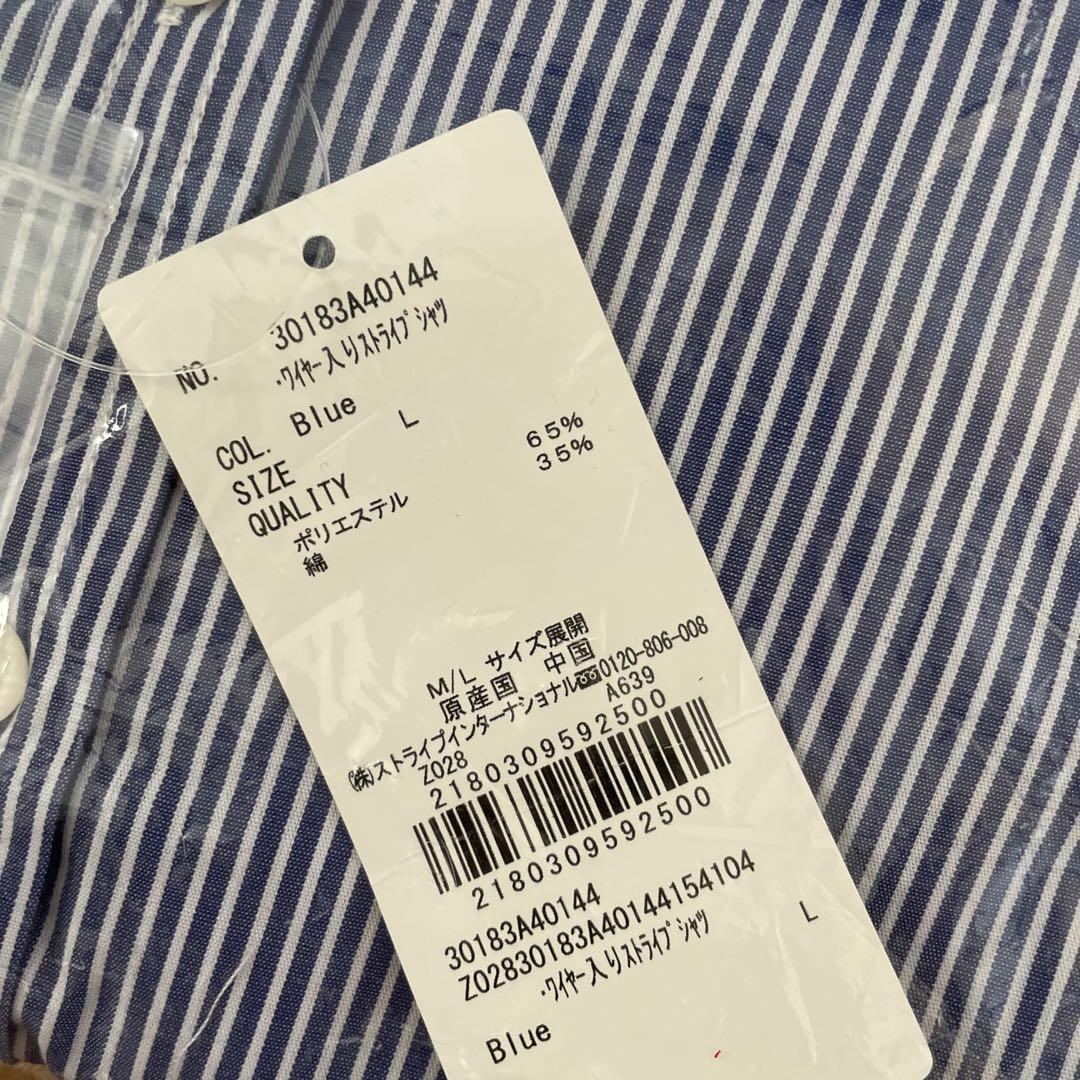 NO. 30183A40144
・ワイヤー入りストライプシャツ
COL. Blue
SIZE L
QUALITY
ポリエステル 65%
綿 35%
M/L サイズ展開
原産国 中国
(株)ストライプインターナショナル➿0120-806-008
Z028 A639
2180309592500
2180309592500
30183A40144
Z02830183A40144154104
・ワイヤー入りストライプシャツ L
Blue